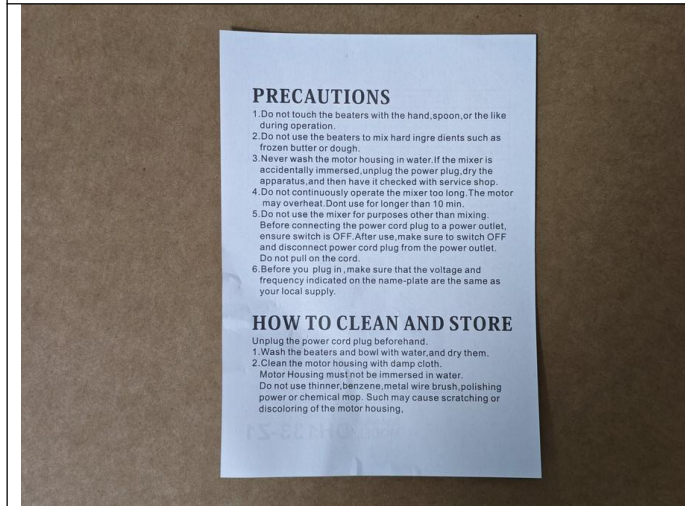 PRECAUTIONS
1.Do not touch the beaters with the hand,spoon,or the like
during operation.
2.Do not use the beaters to mix hard ingre dients such as
frozen butter or dough.
3.Never wash the motor housing in water.If the mixer is
accidentally immersed,unplug the power plug,dry the
apparatus,and then have it checked with service shop.
4.Do not continuously operate the mixer too long.The motor
may overheat.Dont use for longer than 10 min.
5.Do not use the mixer for purposes other than mixing.
Before connecting the power cord plug to a power outlet,
ensure switch is OFF.After use,make sure to switch OFF
and disconnect power cord plug from the power outlet.
Do not pull on the cord.
6.Before you plug in,make sure that the voltage and
frequency indicated on the name-plate are the same as
your local supply.
HOW TO CLEAN AND STORE
Unplug the power cord plug beforehand.
1.Wash the beaters and bowl with water,and dry them.
2.Clean the motor housing with damp cloth.
Motor Housing must not be immersed in water.
Do not use thinner,benzene,metal wire brush,polishing
power or chemical mop. Such may cause scratching or
discoloring of the motor housing,